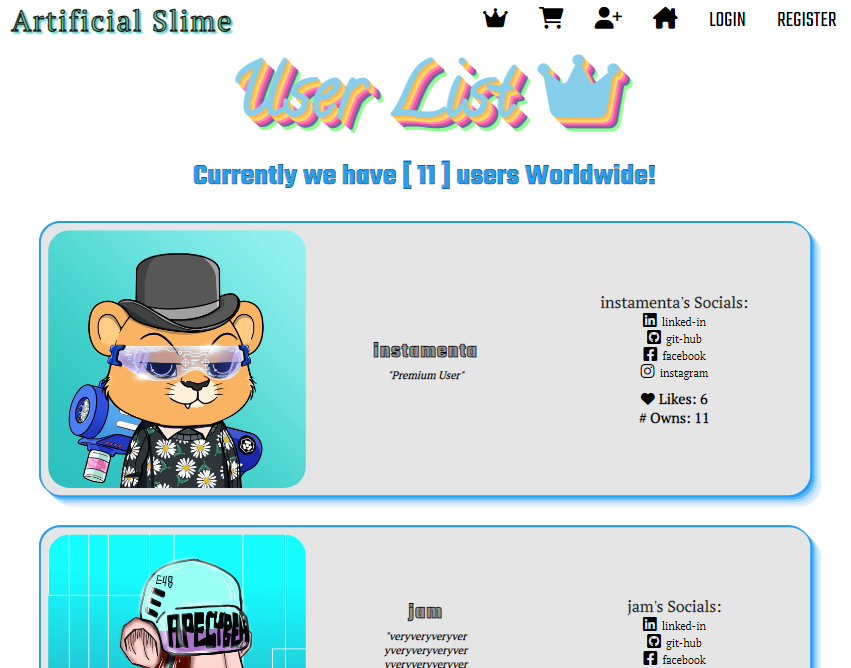 Artificial Slime
LOGIN
REGISTER
User List
Currently we have [ 11 ] users Worldwide!
instamenta
"Premium User"
instamenta's Socials:
linked-in
git-hub
facebook
instagram
Likes: 6
# Owns: 11
E-48
jam
"veryveryveryver
yveryveryveryver
yveryveryveryver
jam's Socials:
linked-in
git-hub
facebook